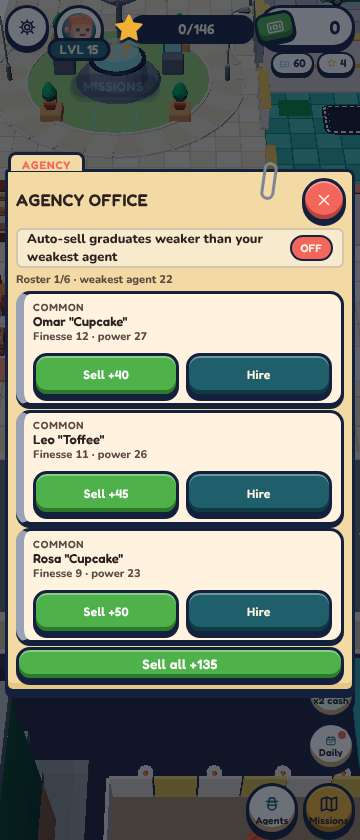 LVL 15
0/146
0
60
4
MISSIONS
AGENCY
AGENCY OFFICE
Auto-sell graduates weaker than your
weakest agent
OFF
Roster 1/6 · weakest agent 22
COMMON
Omar "Cupcake"
Finesse 12 · power 27
Sell +40
Hire
COMMON
Leo "Toffee"
Finesse 11 · power 26
Sell +45
Hire
COMMON
Rosa "Cupcake"
Finesse 9 · power 23
Sell +50
Hire
Sell all +135
x2 cash
Daily
Agents
Missions